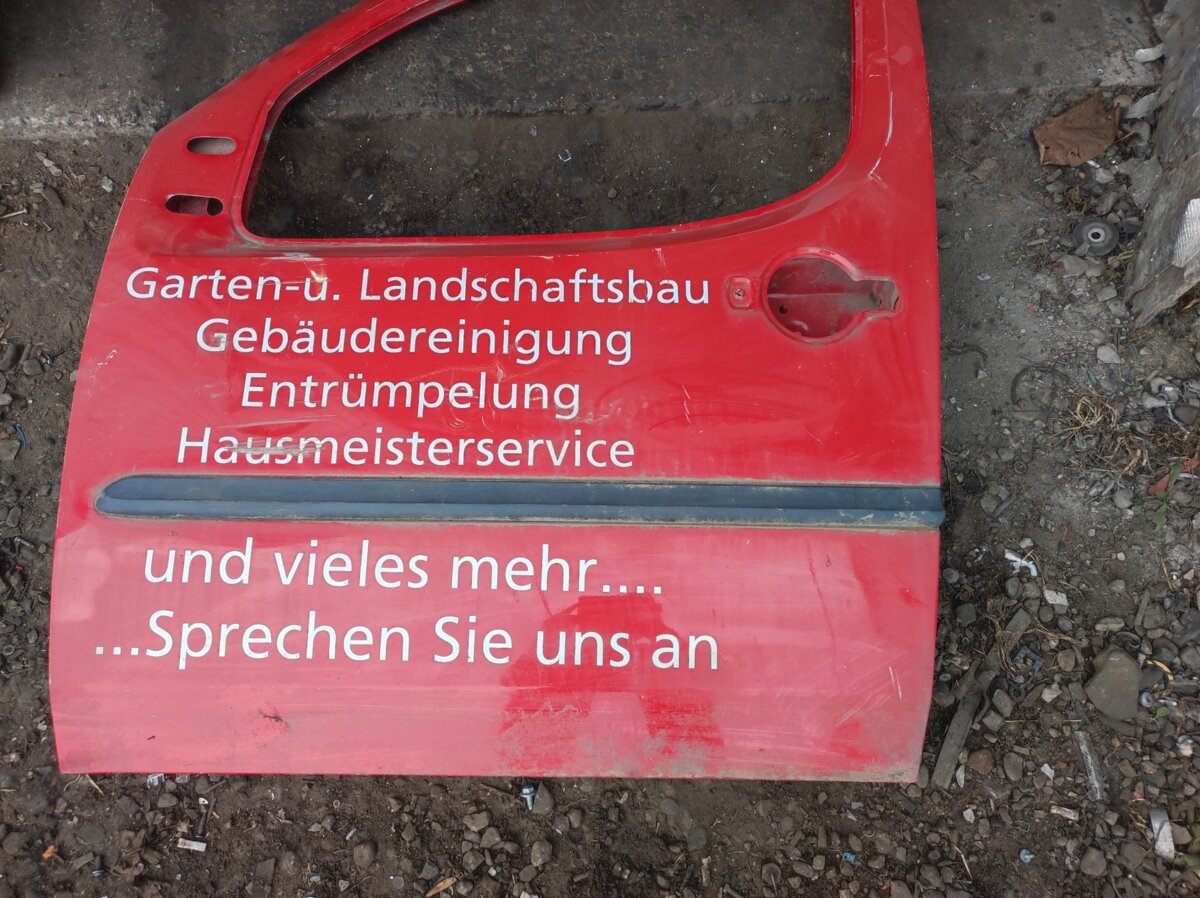 Garten-u. Landschaftsbau
Gebäudereinigung
Entrümpelung
Hausmeisterservice
und vieles mehr....
...Sprechen Sie uns an